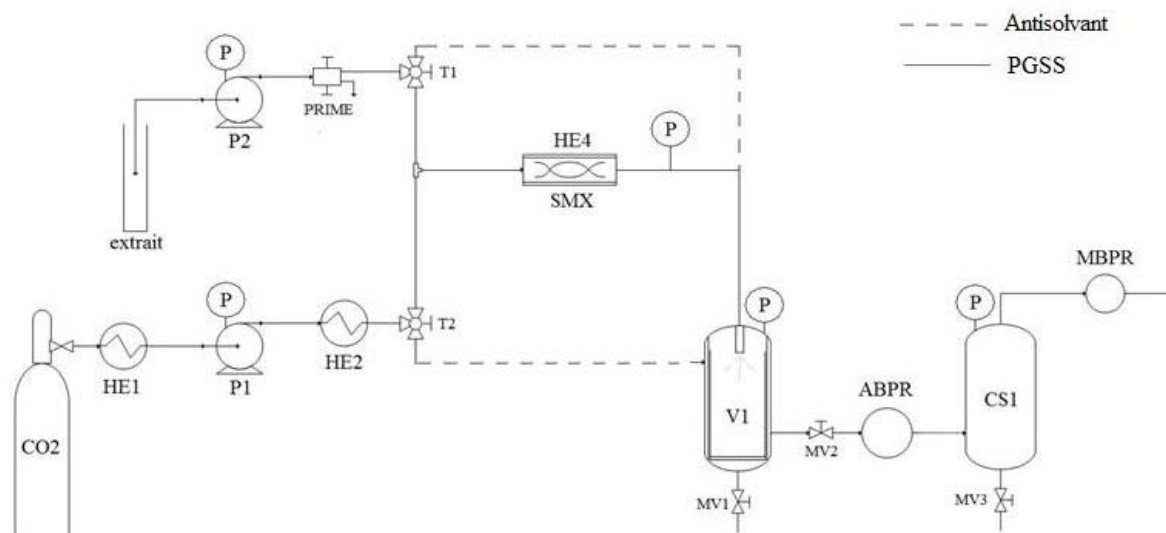 Antisolvant
PGSS
P
T1
PRIME
P2
extrait
HE4
P
SMX
P
T2
HE2
HE1
P1
CO2
P
V1
MV1
MV2
ABPR
P
CS1
MV3
MBPR